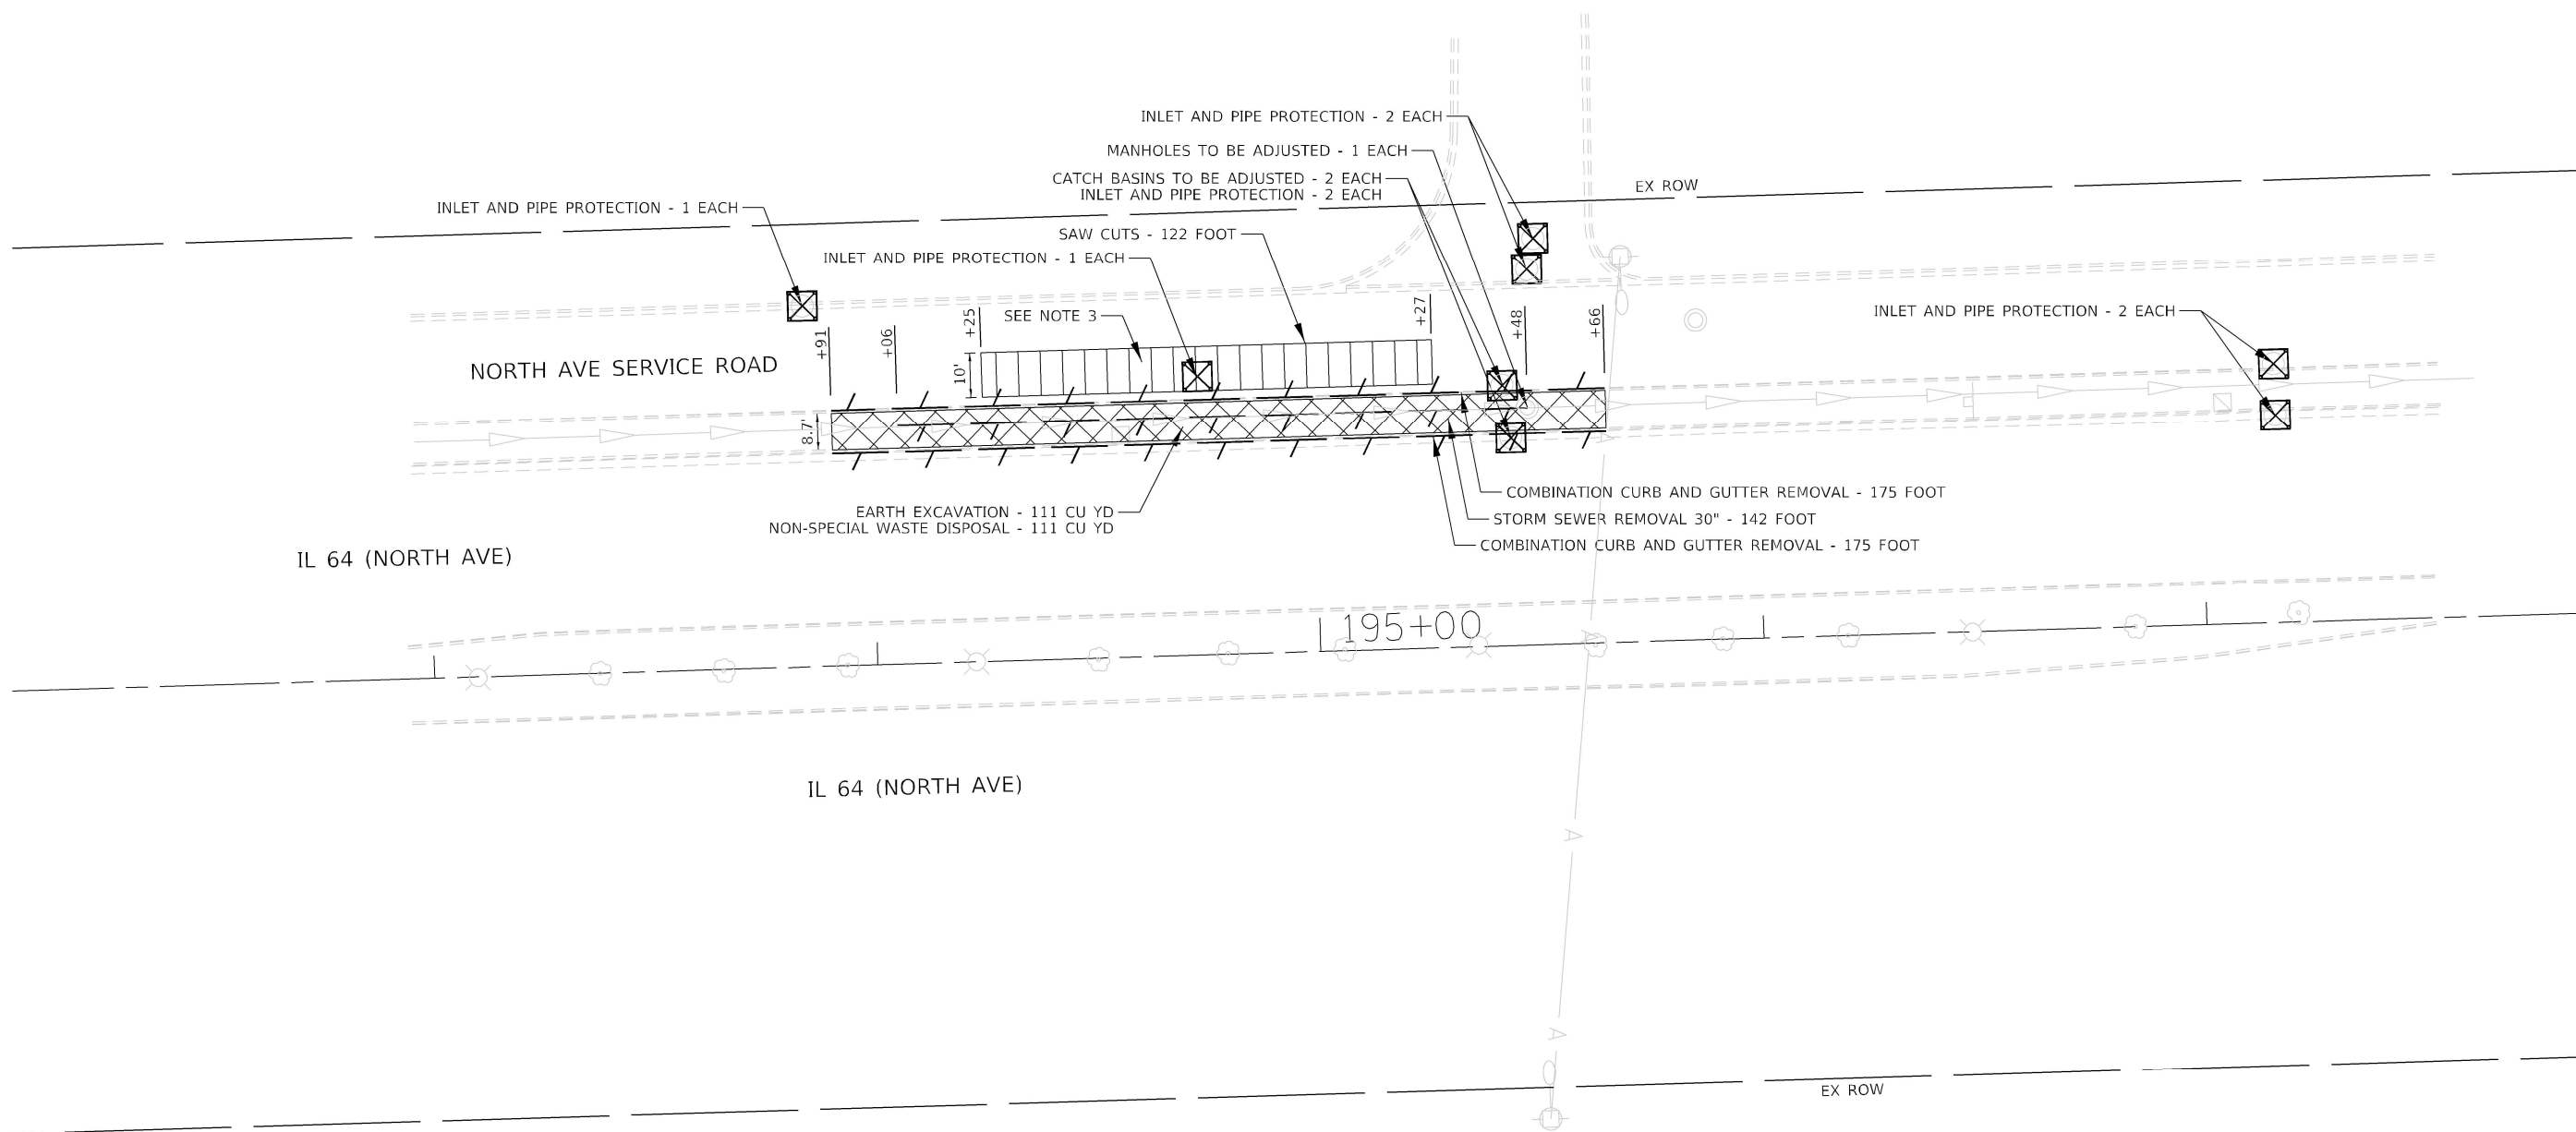 INLET AND PIPE PROTECTION - 2 EACH
MANHOLES TO BE ADJUSTED - 1 EACH
CATCH BASINS TO BE ADJUSTED - 2 EACH
INLET AND PIPE PROTECTION - 2 EACH
EX ROW
INLET AND PIPE PROTECTION - 1 EACH
SAW CUTS - 122 FOOT
INLET AND PIPE PROTECTION - 1 EACH
SEE NOTE 3
INLET AND PIPE PROTECTION - 2 EACH
+91
+06
+25
+27
+48
+66
NORTH AVE SERVICE ROAD
10'
8.7'
COMBINATION CURB AND GUTTER REMOVAL - 175 FOOT
EARTH EXCAVATION - 111 CU YD
NON-SPECIAL WASTE DISPOSAL - 111 CU YD
STORM SEWER REMOVAL 30" - 142 FOOT
COMBINATION CURB AND GUTTER REMOVAL - 175 FOOT
IL 64 (NORTH AVE)
195+00
IL 64 (NORTH AVE)
A
A
EX ROW